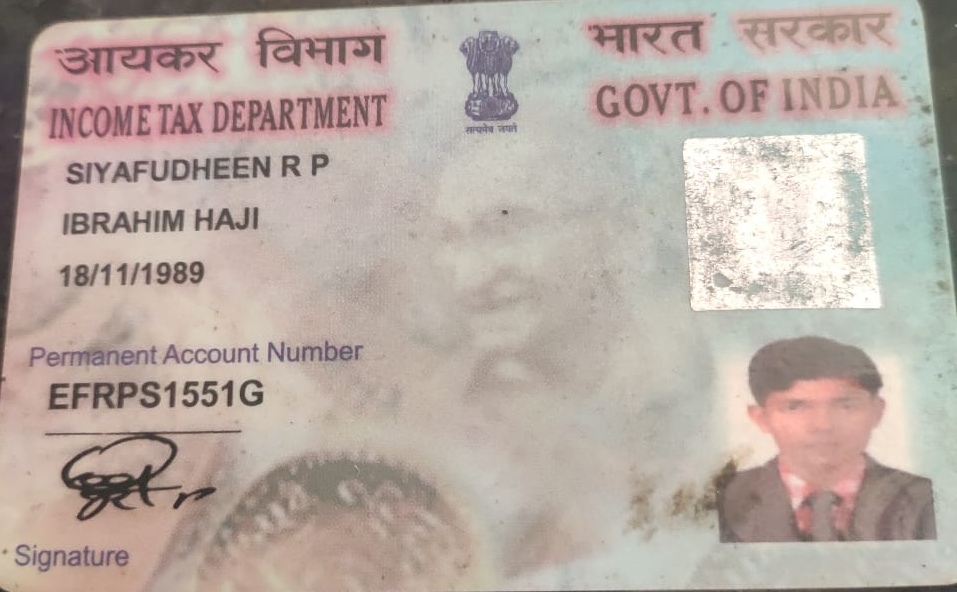 आयकर विभाग
भारत सरकार
सत्यमेव जयते
INCOME TAX DEPARTMENT
GOVT. OF INDIA
SIYAFUDHEEN R P
IBRAHIM HAJI
18/11/1989
Permanent Account Number
EFRPS1551G
Signature